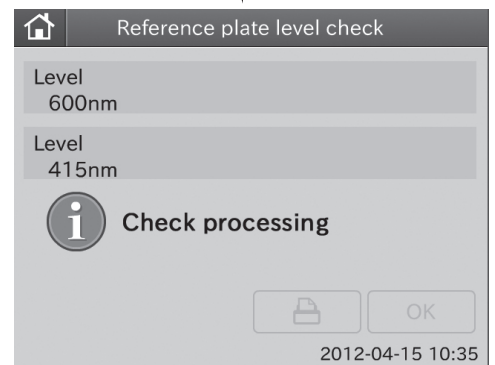 Reference plate level check
Level
600nm
Level
415nm
i
Check processing
OK
2012-04-15 10:35